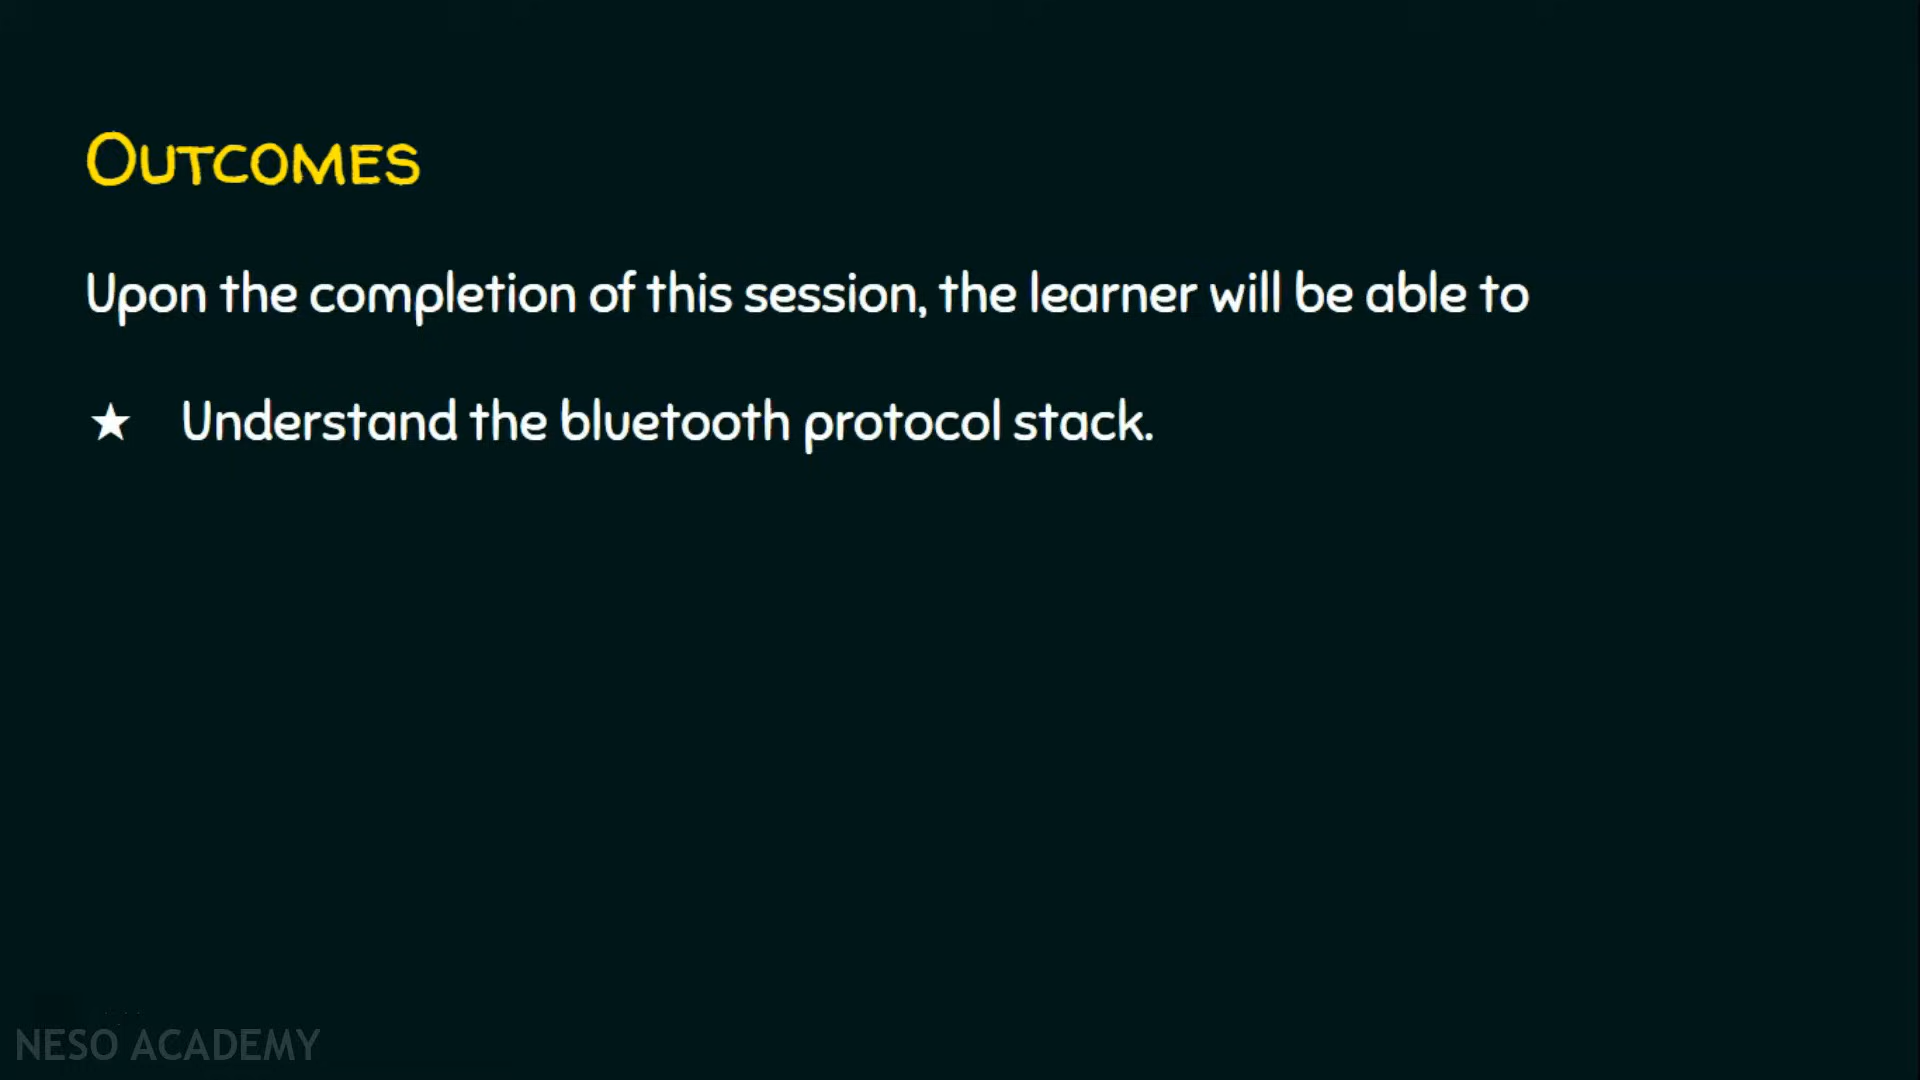 Outcomes
Upon the completion of this session, the learner will be able to
★ Understand the bluetooth protocol stack.
NESO ACADEMY